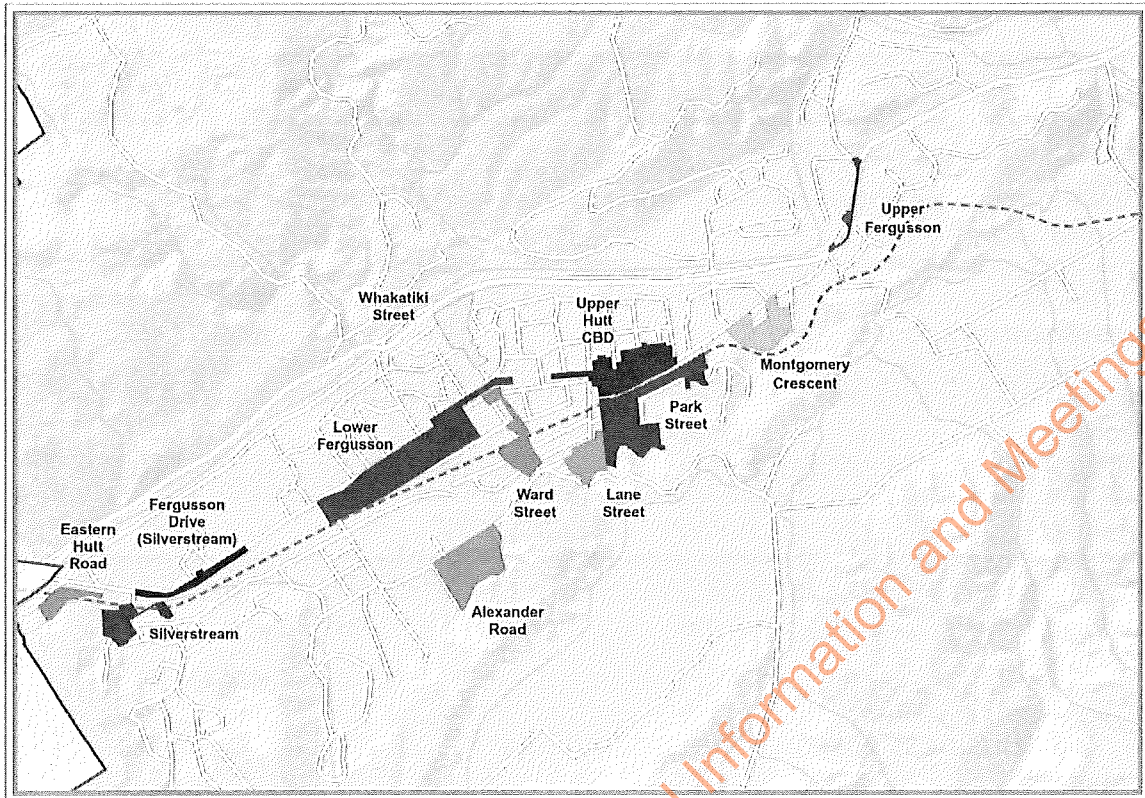 Upper
Fergusson
Whakatiki
Street
Upper
Hutt
CBD
Montgomery
Crescent
Park
Street
Lower
Fergusson
Ward
Street
Lane
Street
Fergusson
Drive
(Silverstream)
Eastern
Hutt
Road
Alexander
Road
Silverstream
Information and Meeting